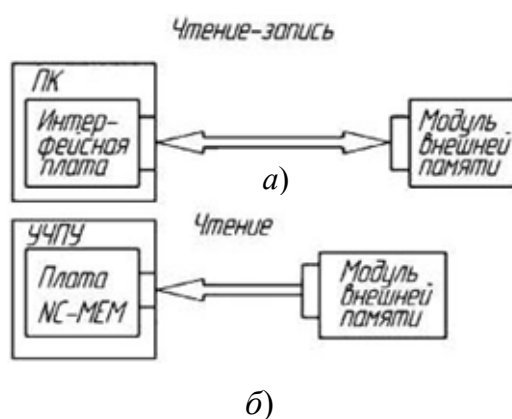 Чтение-запись
ПК
Интер-
фейсная
плата
Модуль
внешней
памяти
а)
УЧПУ
Чтение
Плата
NC-MEM
Модуль
внешней
памяти
б)